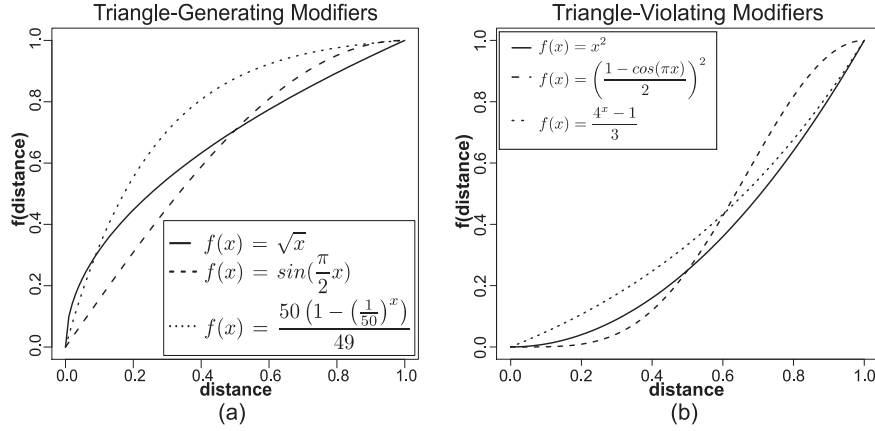 Triangle-Generating Modifiers
f(distance)
1.0
0.8
0.6
0.4
0.2
0.0
f(x) = √x
f(x) = sin(π/2 x)
f(x) = 50 (1 − (1/50)^x) / 49
0.0 0.2 0.4 0.6 0.8 1.0
distance
(a)
Triangle-Violating Modifiers
f(distance)
1.0
0.8
0.6
0.4
0.2
0.0
f(x) = x²
f(x) = ((1 − cos(πx)) / 2)²
f(x) = (4^x − 1) / 3
0.0 0.2 0.4 0.6 0.8 1.0
distance
(b)